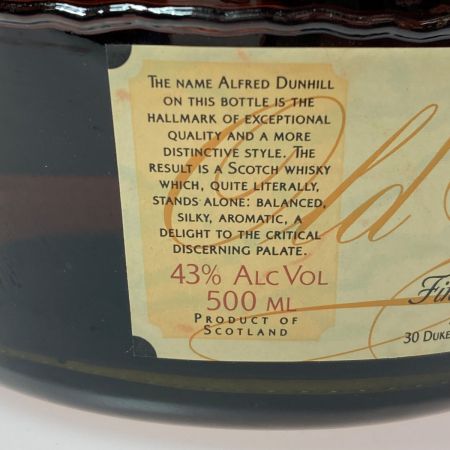 THE NAME ALFRED DUNHILL
ON THIS BOTTLE IS THE
HALLMARK OF EXCEPTIONAL
QUALITY AND A MORE
DISTINCTIVE STYLE. THE
RESULT IS A SCOTCH WHISKY
WHICH, QUITE LITERALLY,
STANDS ALONE: BALANCED,
SILKY, AROMATIC, A
DELIGHT TO THE CRITICAL
DISCERNING PALATE.
43% ALC VOL
500 ML
PRODUCT OF
SCOTLAND
Old
30 DUKE